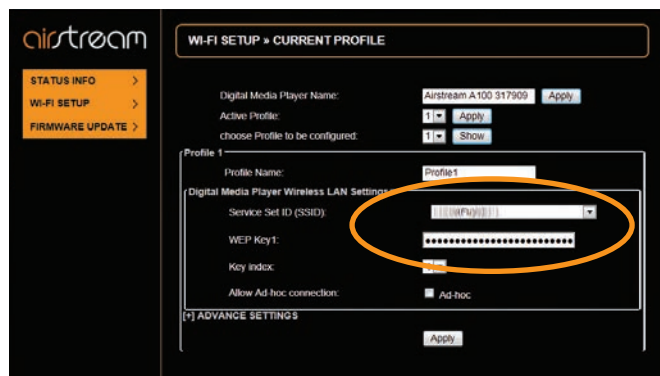 airstream
WI-FI SETUP » CURRENT PROFILE
STATUS INFO >
WI-FI SETUP >
FIRMWARE UPDATE >
Digital Media Player Name: Airstream A100 317909 Apply
Active Profile: 1 Apply
choose Profile to be configured: 1 Show
Profile 1
Profile Name: Profile1
Digital Media Player Wireless LAN Settings
Service Set ID (SSID):
WEP Key1: •••••••••••••••••••••••••
Key index:
Allow Ad-hoc connection: Ad-hoc
[+] ADVANCE SETTINGS
Apply